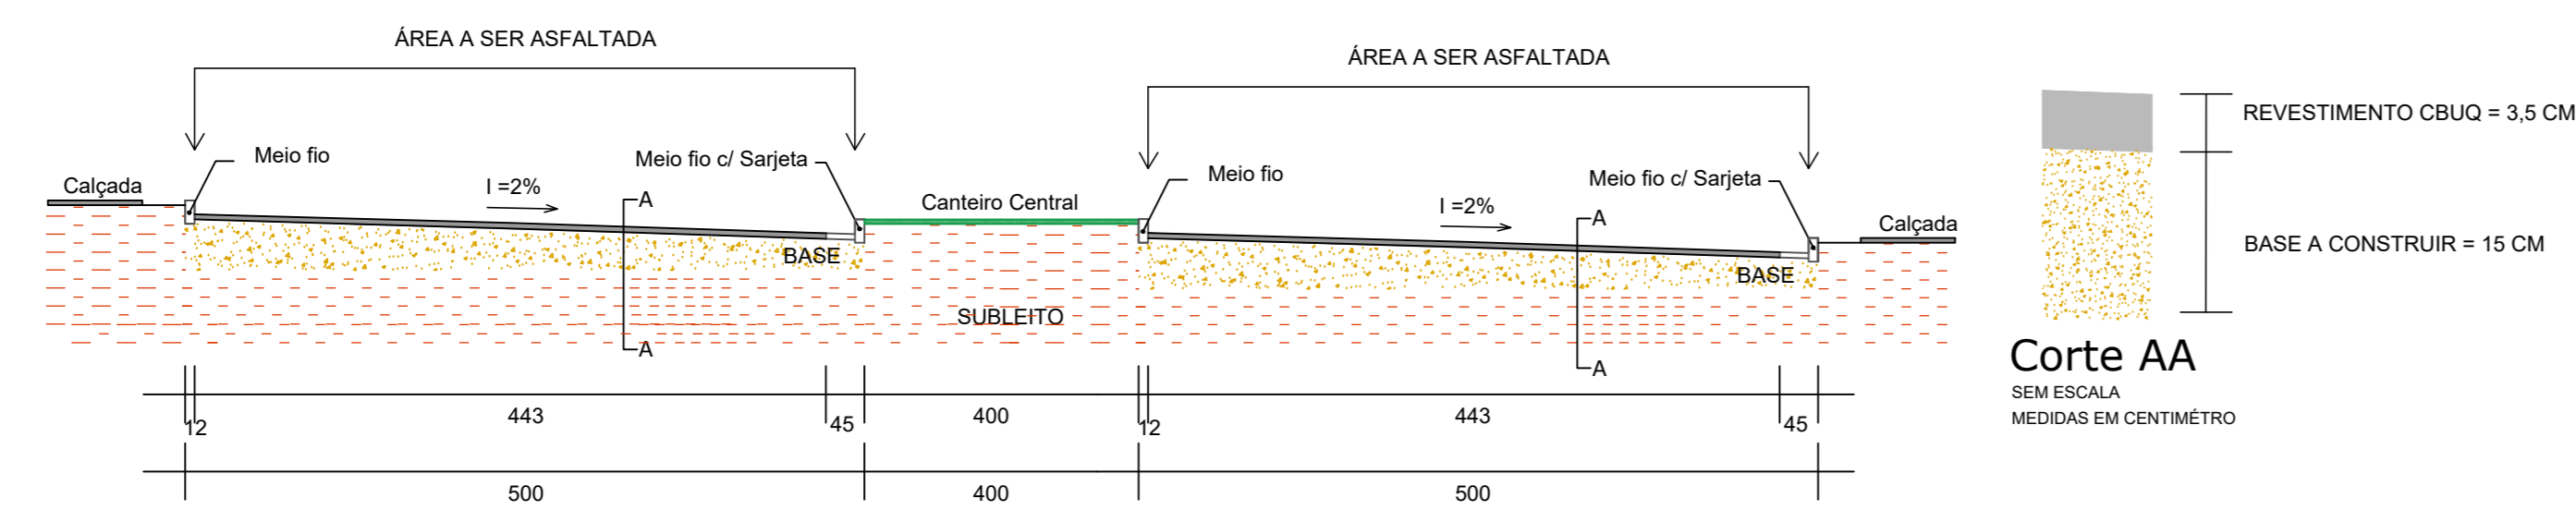 ÁREA A SER ASFALTADA
ÁREA A SER ASFALTADA
REVESTIMENTO CBUQ = 3,5 CM
Meio fio
Meio fio c/ Sarjeta
Meio fio
Meio fio c/ Sarjeta
Calçada
I =2%
A
Canteiro Central
I =2%
A
Calçada
BASE A CONSTRUIR = 15 CM
BASE
BASE
SUBLEITO
A
A
Corte AA
SEM ESCALA
MEDIDAS EM CENTIMÉTRO
12
443
45
400
12
443
45
500
400
500